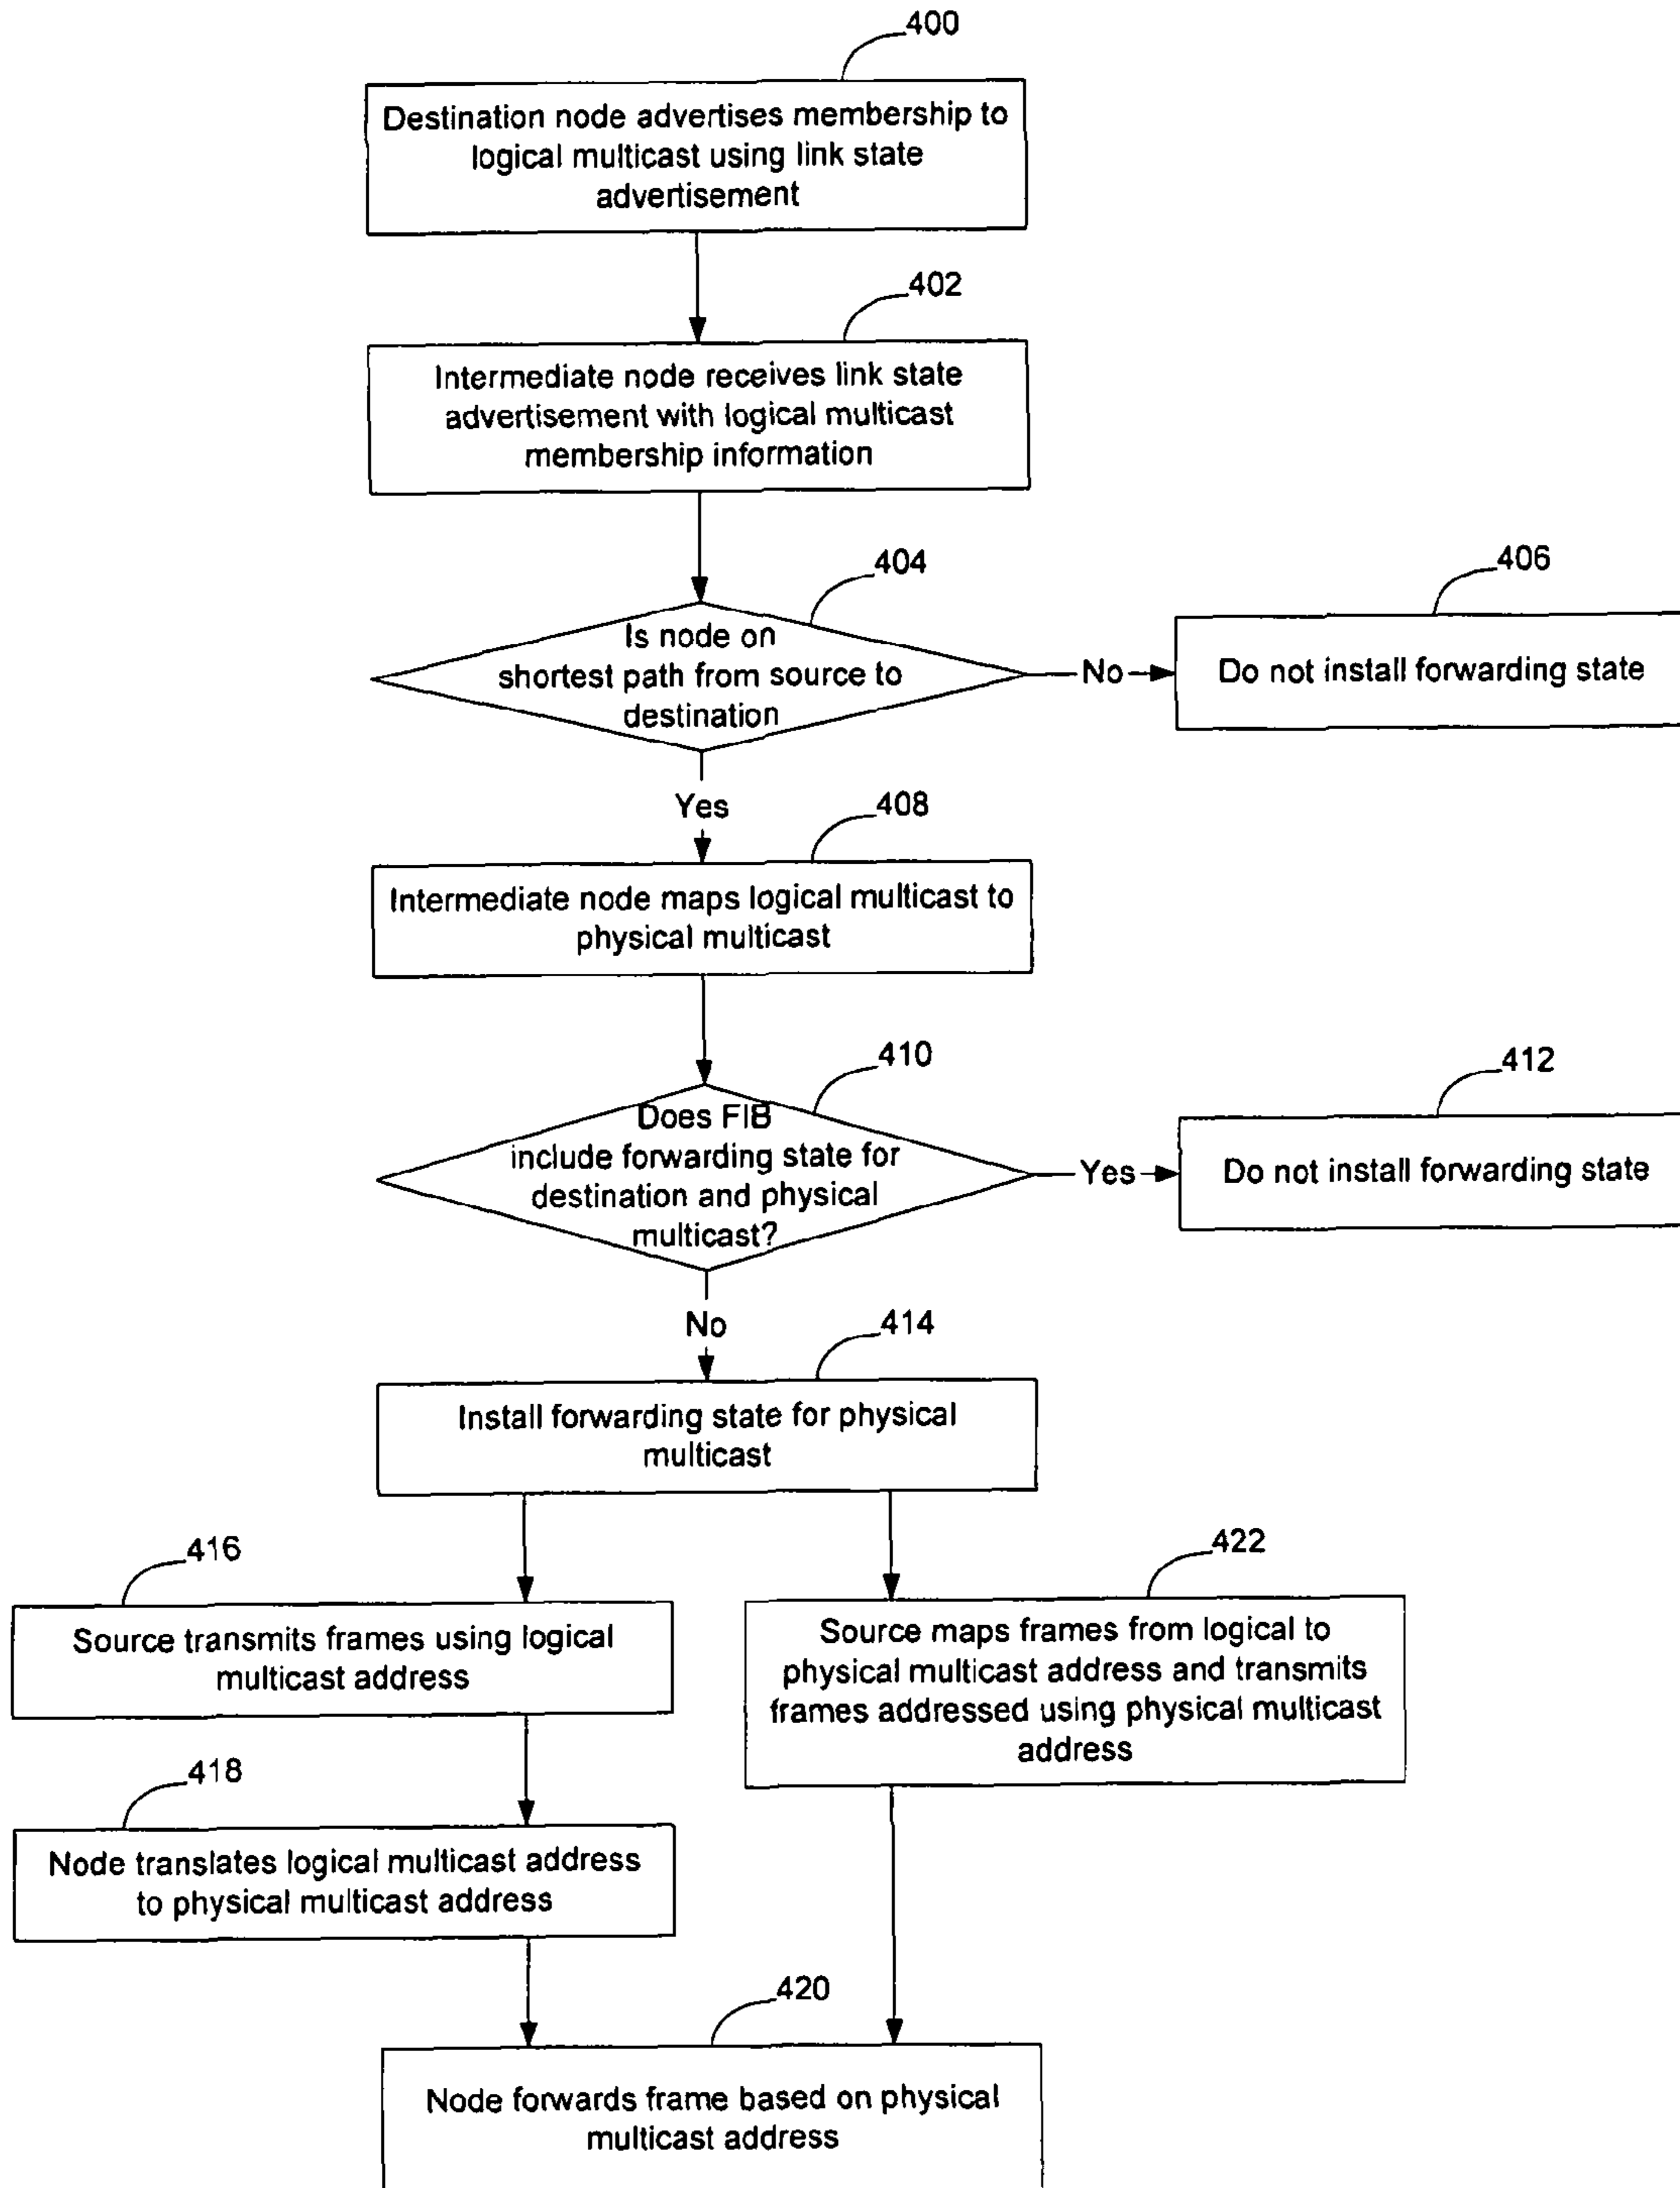 400
Destination node advertises membership to
logical multicast using link state
advertisement
402
Intermediate node receives link state
advertisement with logical multicast
membership information
404
Is node on
shortest path from source to
destination
No
406
Do not install forwarding state
Yes
408
Intermediate node maps logical multicast to
physical multicast
410
Does FIB
include forwarding state for
destination and physical
multicast?
Yes
412
Do not install forwarding state
No
414
Install forwarding state for physical
multicast
416
Source transmits frames using logical
multicast address
418
Node translates logical multicast address
to physical multicast address
422
Source maps frames from logical to
physical multicast address and transmits
frames addressed using physical multicast
address
420
Node forwards frame based on physical
multicast address